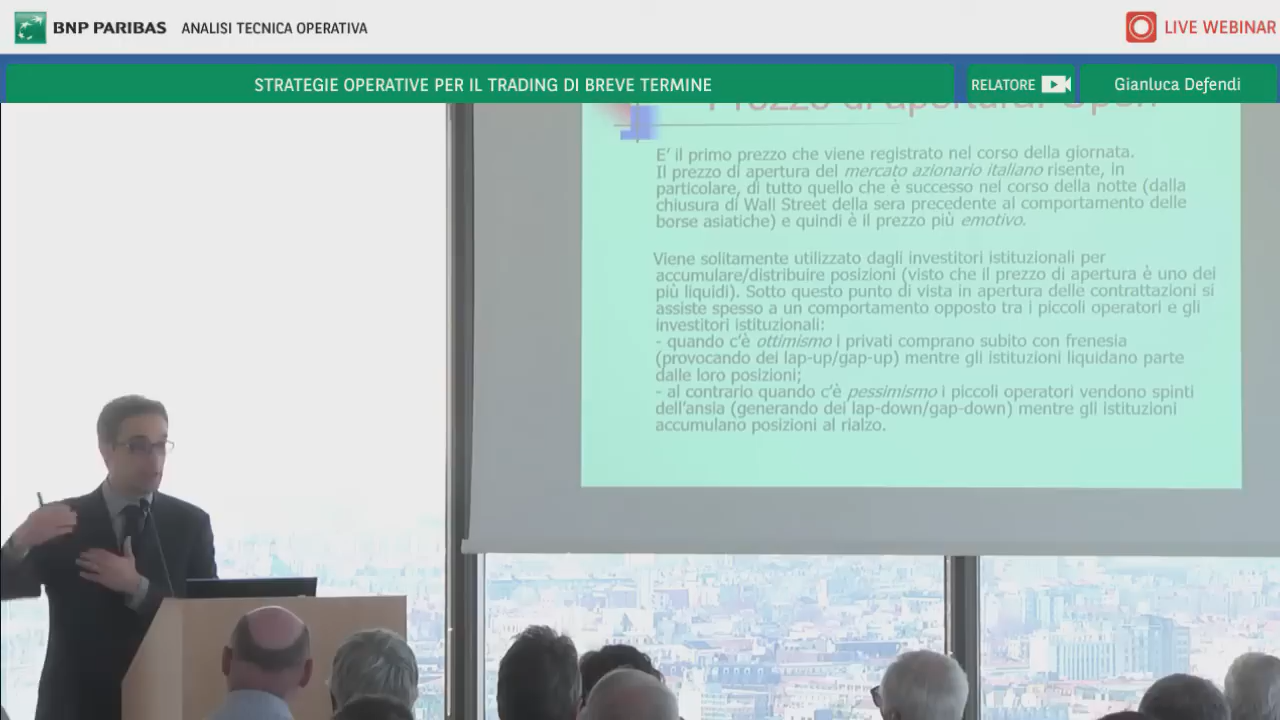 BNP PARIBAS ANALISI TECNICA OPERATIVA
LIVE WEBINAR
STRATEGIE OPERATIVE PER IL TRADING DI BREVE TERMINE
RELATORE
Gianluca Defendi
Prezzo di apertura: Open
E' il primo prezzo che viene registrato nel corso della giornata.
Il prezzo di apertura del mercato azionario italiano risente, in
particolare, di tutto quello che è successo nel corso della notte (dalla
chiusura di Wall Street della sera precedente al comportamento delle
borse asiatiche) e quindi è il prezzo più emotivo.
Viene solitamente utilizzato dagli investitori istituzionali per
accumulare/distribuire posizioni (visto che il prezzo di apertura è uno dei
più liquidi). Sotto questo punto di vista in apertura delle contrattazioni si
assiste spesso a un comportamento opposto tra i piccoli operatori e gli
investitori istituzionali:
- quando c'è ottimismo i privati comprano subito con frenesia
(provocando dei lap-up/gap-up) mentre gli istituzioni liquidano parte
dalle loro posizioni;
- al contrario quando c'è pessimismo i piccoli operatori vendono spinti
dell'ansia (generando dei lap-down/gap-down) mentre gli istituzioni
accumulano posizioni al rialzo.